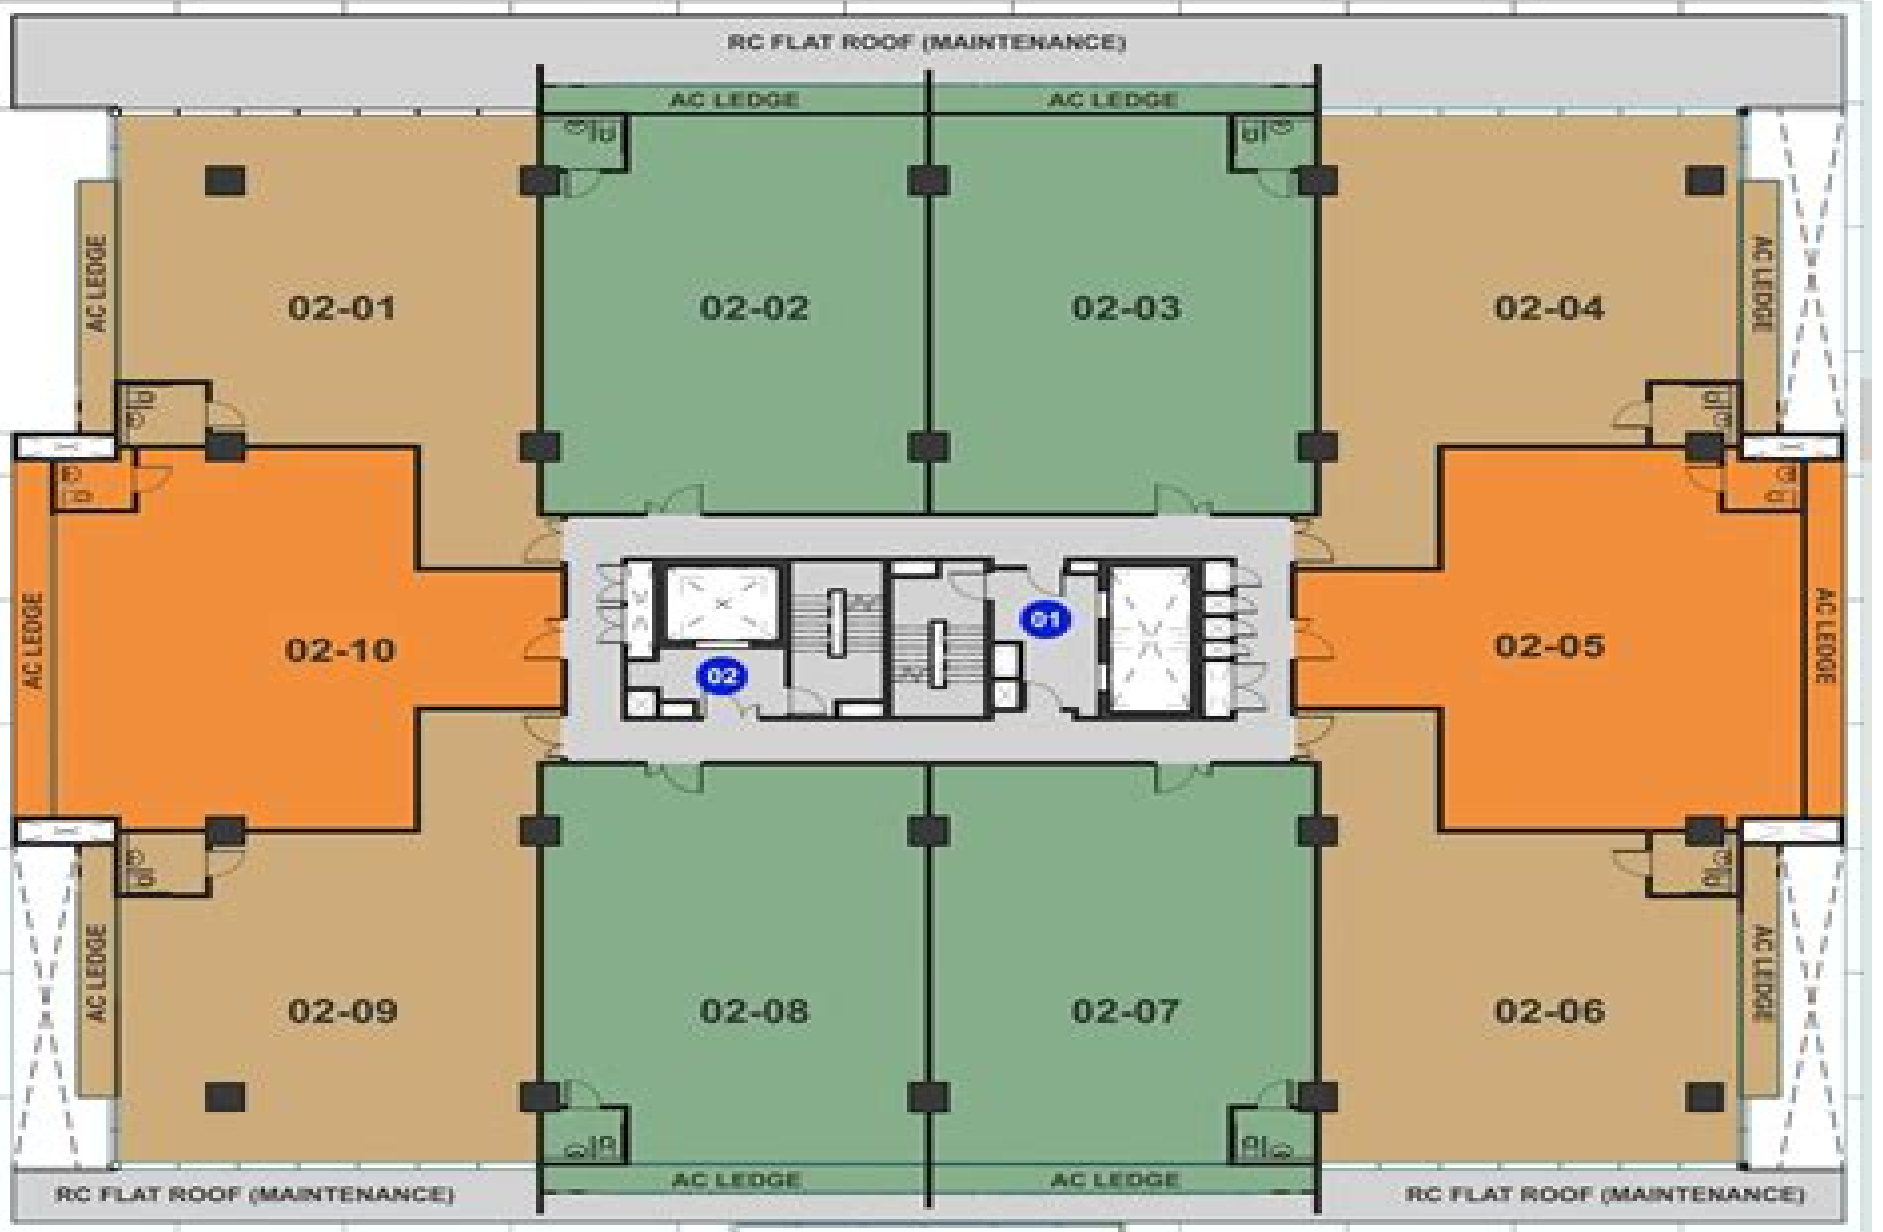 RC FLAT ROOF (MAINTENANCE)
AC LEDGE
AC LEDGE
AC LEDGE
02-01
02-02
02-03
02-04
AC LEDGE
AC LEDGE
02-10
02
01
02-05
AC LEDGE
AC LEDGE
02-09
02-08
02-07
02-06
AC LEDGE
AC LEDGE
AC LEDGE
RC FLAT ROOF (MAINTENANCE)
RC FLAT ROOF (MAINTENANCE)